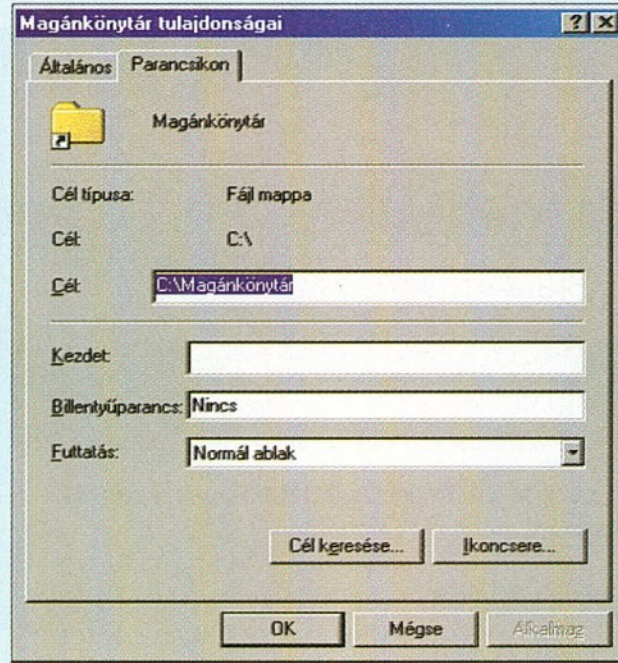 Magánkönytár tulajdonságai
Általános Parancsikon
Magánkönytár
Cél típusa: Fájl mappa
Cél: C:\
Cél: C:\Magánkönytár
Kezdet:
Billentyűparancs: Nincs
Futtatás: Normál ablak
Cél keresése... Ikoncsere...
OK Mégse Alkalmaz